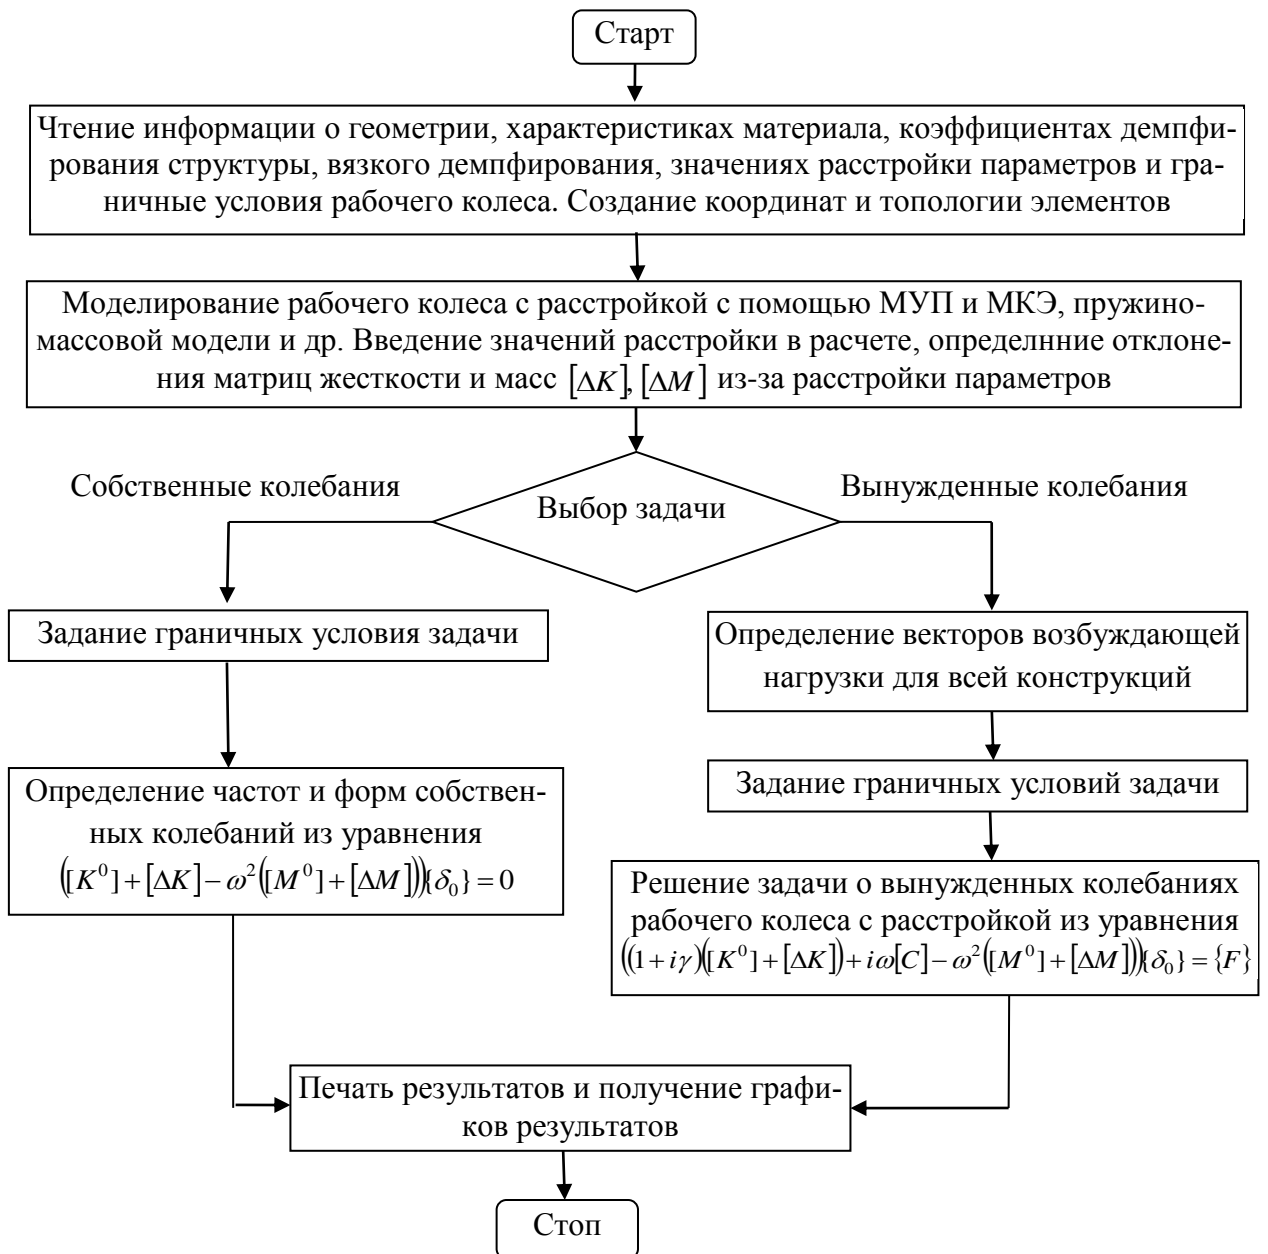 Старт
Чтение информации о геометрии, характеристиках материала, коэффициентах демпфи-
рования структуры, вязкого демпфирования, значениях расстройки параметров и гра-
ничные условия рабочего колеса. Создание координат и топологии элементов
Моделирование рабочего колеса с расстройкой с помощью МУП и МКЭ, пружино-
массовой модели и др. Введение значений расстройки в расчете, определнние отклоне-
ния матриц жесткости и масс [ΔK], [ΔM] из-за расстройки параметров
Собственные колебания
Выбор задачи
Вынужденные колебания
Задание граничных условия задачи
Определение частот и форм собствен-
ных колебаний из уравнения
([K⁰]+[ΔK]−ω²([M⁰]+[ΔM])){δ₀}=0
Определение векторов возбуждающей
нагрузки для всей конструкций
Задание граничных условий задачи
Решение задачи о вынужденных колебаниях
рабочего колеса с расстройкой из уравнения
((1+iγ)([K⁰]+[ΔK])+iω[C]−ω²([M⁰]+[ΔM])){δ₀}={F}
Печать результатов и получение графи-
ков результатов
Стоп